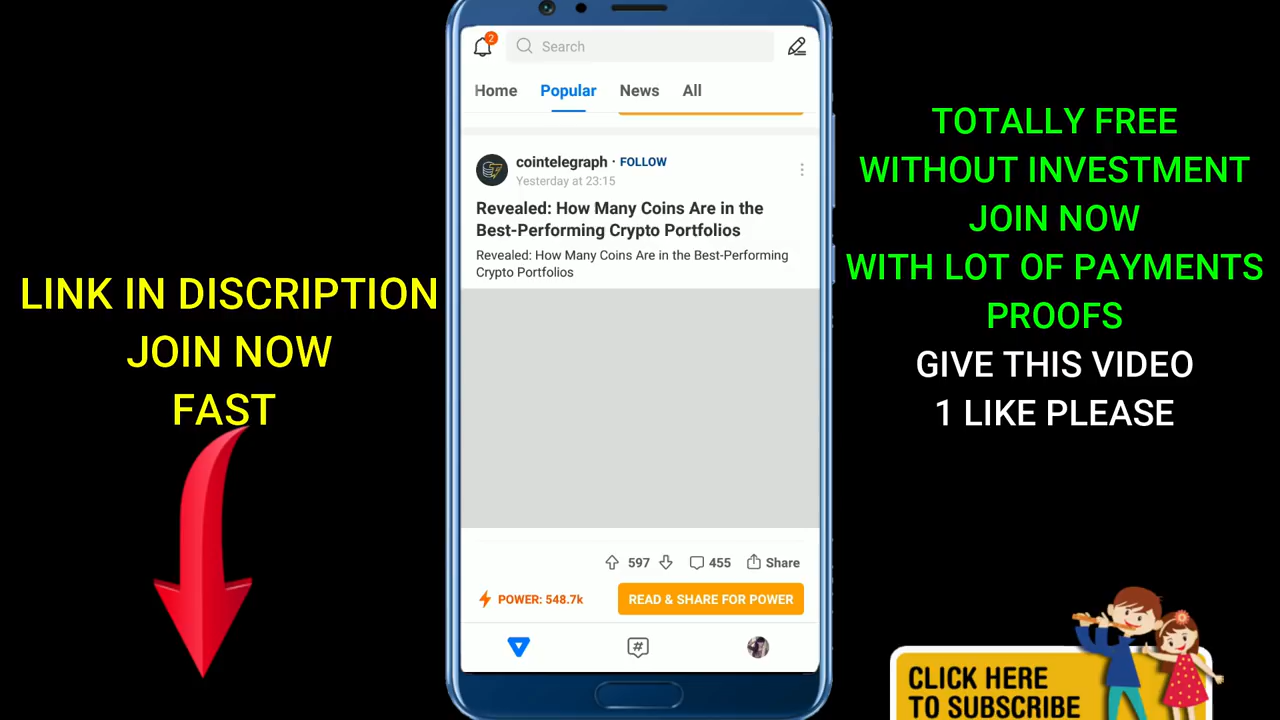 LINK IN DISCRIPTION
JOIN NOW
FAST
2
Search
Home Popular News All
cointelegraph · FOLLOW
Yesterday at 23:15
Revealed: How Many Coins Are in the
Best-Performing Crypto Portfolios
Revealed: How Many Coins Are in the Best-Performing
Crypto Portfolios
597 455 Share
POWER: 548.7k READ & SHARE FOR POWER
#
TOTALLY FREE
WITHOUT INVESTMENT
JOIN NOW
WITH LOT OF PAYMENTS
PROOFS
GIVE THIS VIDEO
1 LIKE PLEASE
CLICK HERE
TO SUBSCRIBE